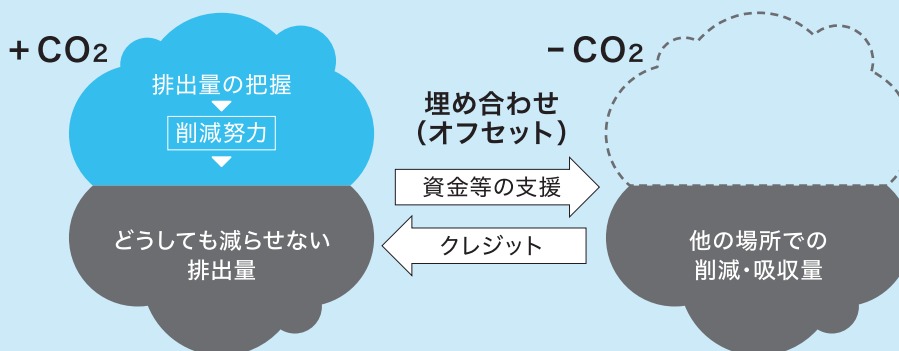 +CO2
排出量の把握
削減努力
どうしても減らせない
排出量
埋め合わせ
（オフセット）
資金等の支援
クレジット
-CO2
他の場所での
削減・吸収量